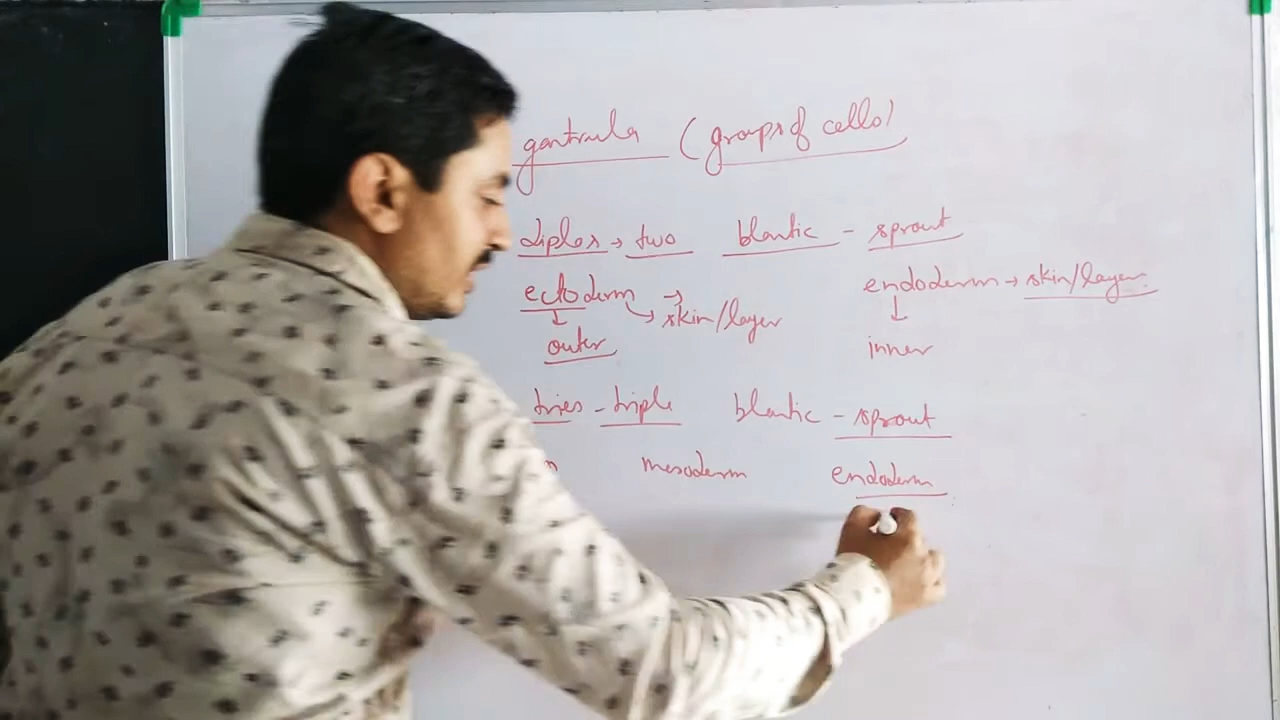 gastrula (groups of cells)
diplos → two blastic - sprout
ectoderm → skin/layer endoderm → skin/layer
outer inner
tries - triple blastic - sprout
mesoderm endoderm